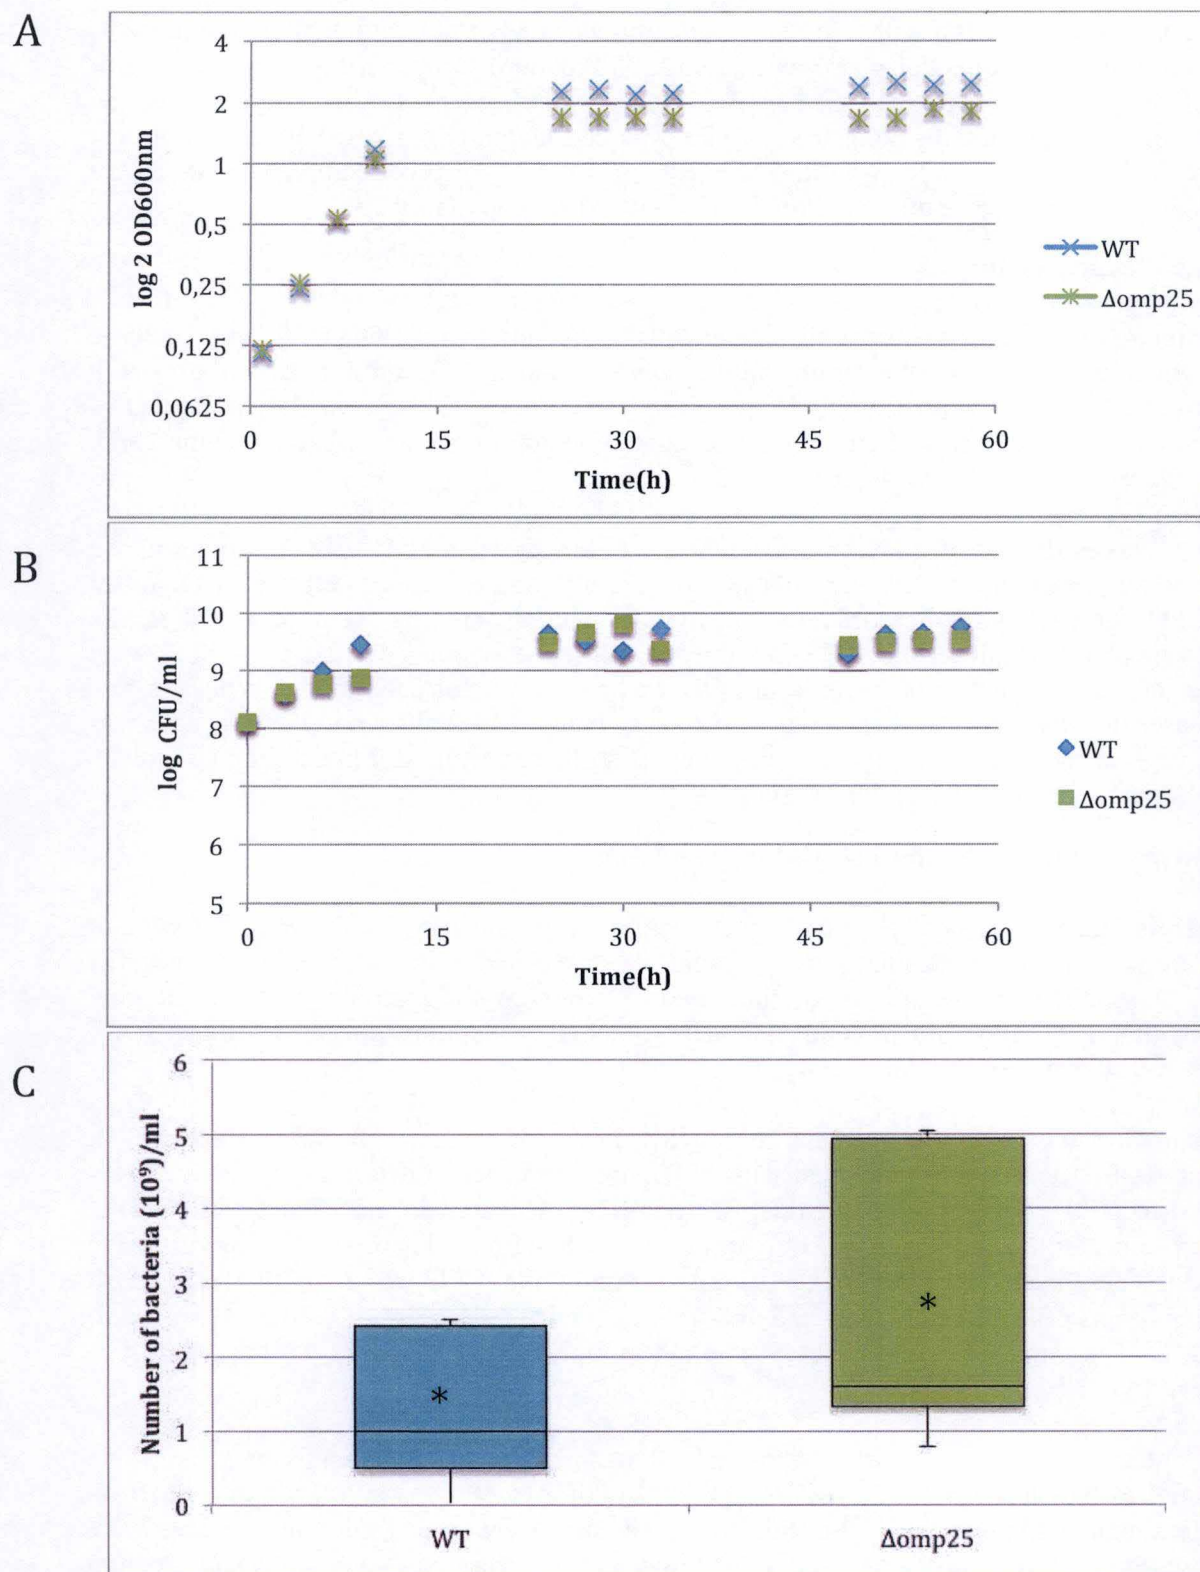 A
4
2
1
0,5
0,25
0,125
0,0625
log 2 OD600nm
0 15 30 45 60
Time(h)
WT
Δomp25
B
11
10
9
8
7
6
5
log CFU/ml
0 15 30 45 60
Time(h)
WT
Δomp25
C
6
5
4
3
2
1
0
Number of bacteria (10⁹)/ml
*
*
WT Δomp25